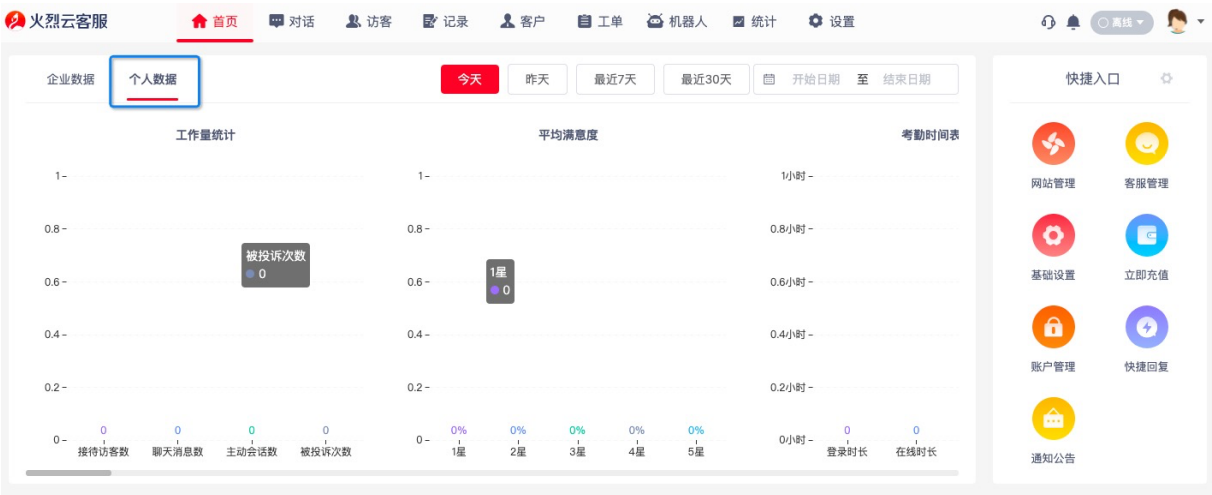 火烈云客服 首页 对话 访客 记录 客户 工单 机器人 统计 设置 离线
企业数据 个人数据 今天 昨天 最近7天 最近30天 开始日期 至 结束日期
工作量统计
1
0.8
0.6
0.4
0.2
0
被投诉次数
0
0 0 0 0
接待访客数 聊天消息数 主动会话数 被投诉次数
平均满意度
1
0.8
0.6
0.4
0.2
0
1星
0
0% 0% 0% 0% 0%
1星 2星 3星 4星 5星
考勤时间表
1小时
0.8小时
0.6小时
0.4小时
0.2小时
0小时
0 0
登录时长 在线时长
快捷入口
网站管理 客服管理
基础设置 立即充值
账户管理 快捷回复
通知公告